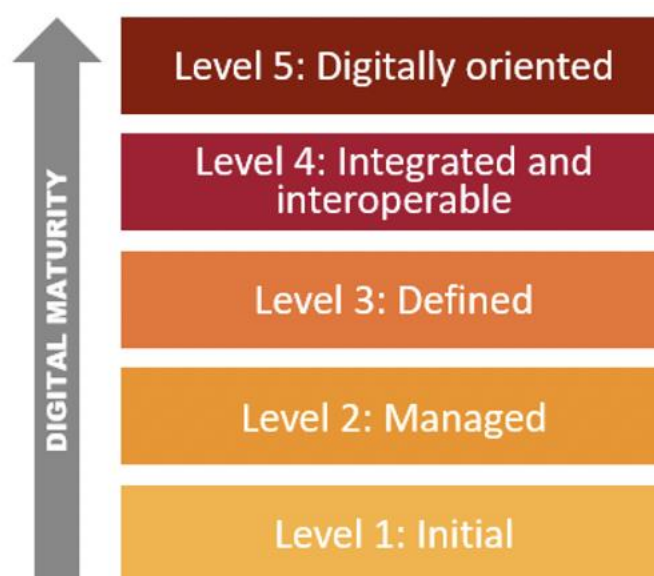 Level 5: Digitally oriented
Level 4: Integrated and
interoperable
Level 3: Defined
Level 2: Managed
Level 1: Initial
DIGITAL MATURITY